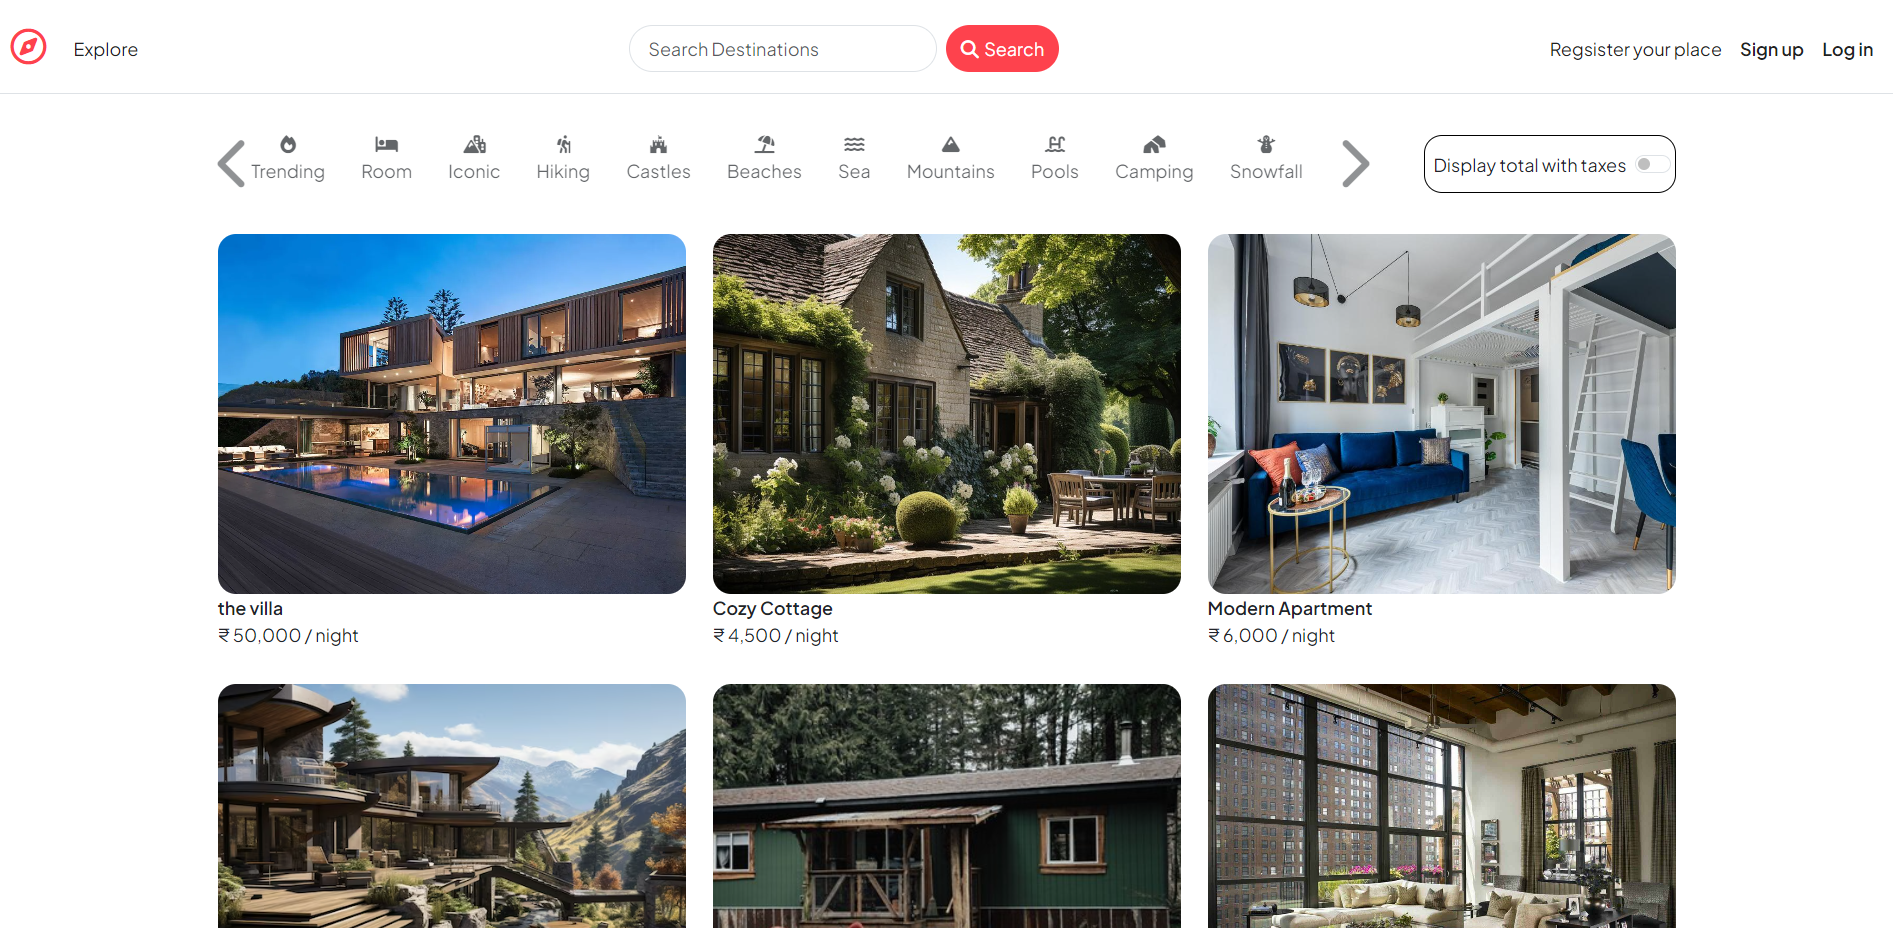 Explore
Search Destinations
Search
Regsister your place
Sign up
Log in
Trending
Room
Iconic
Hiking
Castles
Beaches
Sea
Mountains
Pools
Camping
Snowfall
Display total with taxes
the villa
₹ 50,000 / night
Cozy Cottage
₹ 4,500 / night
Modern Apartment
₹ 6,000 / night